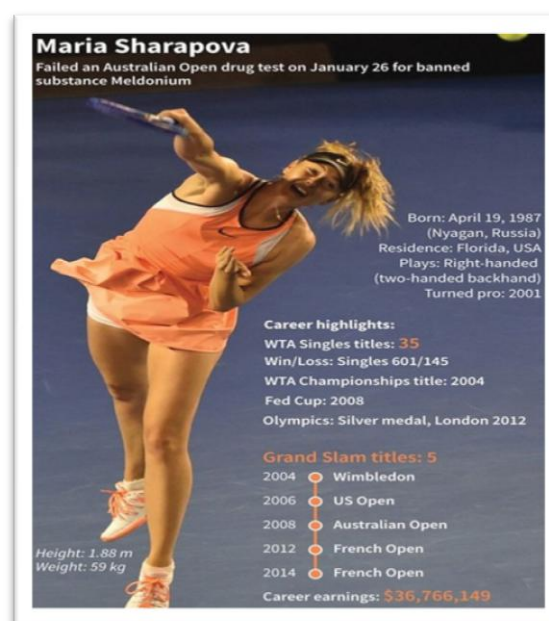 Maria Sharapova
Failed an Australian Open drug test on January 26 for banned
substance Meldonium
Born: April 19, 1987
(Nyagan, Russia)
Residence: Florida, USA
Plays: Right-handed
(two-handed backhand)
Turned pro: 2001
Career highlights:
WTA Singles titles: 35
Win/Loss: Singles 601/145
WTA Championships title: 2004
Fed Cup: 2008
Olympics: Silver medal, London 2012
Grand Slam titles: 5
2004 Wimbledon
2006 US Open
2008 Australian Open
2012 French Open
2014 French Open
Height: 1.88 m
Weight: 59 kg
Career earnings: $36,766,149